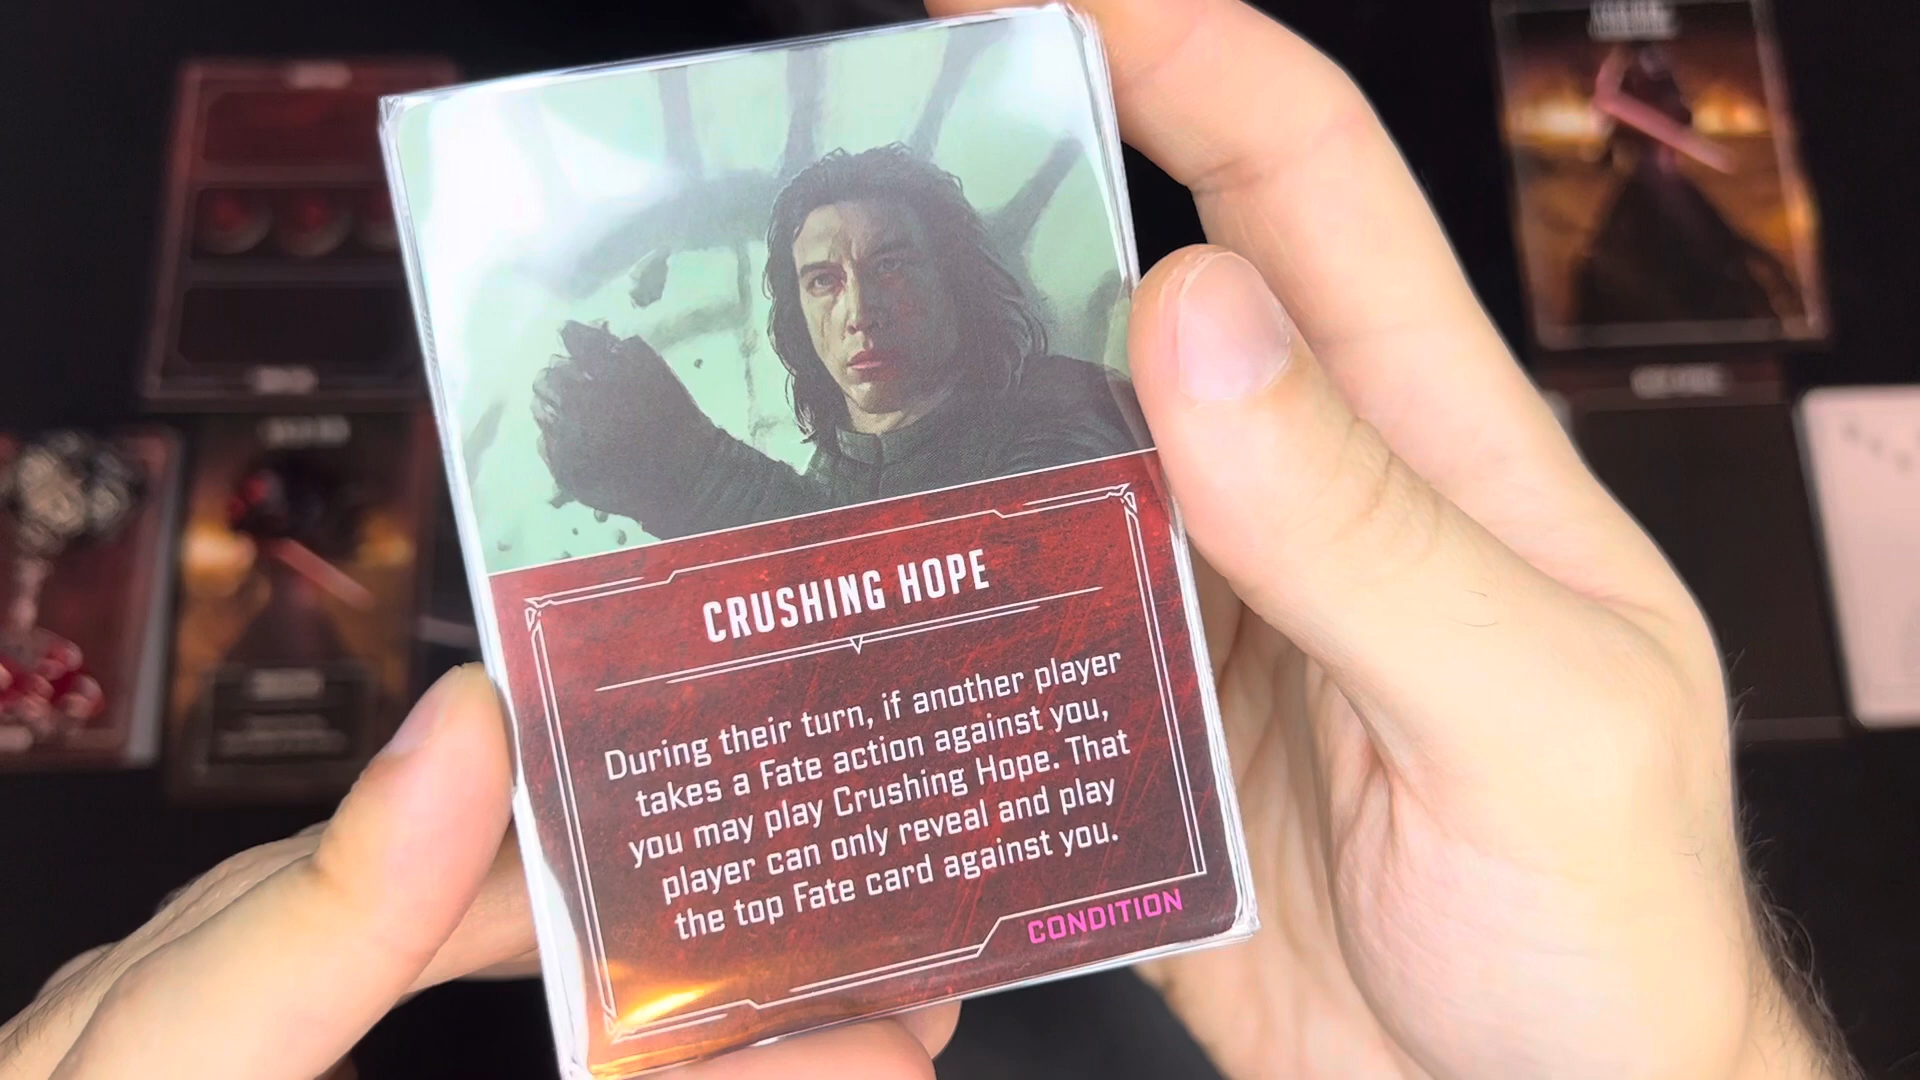 CRUSHING HOPE
During their turn, if another player
takes a Fate action against you,
you may play Crushing Hope. That
player can only reveal and play
the top Fate card against you.
CONDITION